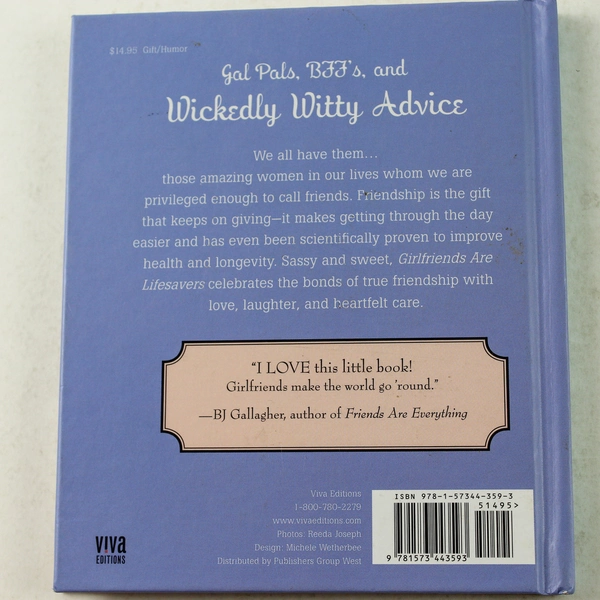 $14.95 Gift/Humor
Gal Pals, BFF's, and
Wickedly Witty Advice
We all have them...
those amazing women in our lives whom we are
privileged enough to call friends. Friendship is the gift
that keeps on giving—it makes getting through the day
easier and has even been scientifically proven to improve
health and longevity. Sassy and sweet, Girlfriends Are
Lifesavers celebrates the bonds of true friendship with
love, laughter, and heartfelt care.
"I LOVE this little book!
Girlfriends make the world go 'round."
—BJ Gallagher, author of Friends Are Everything
Viva Editions
1-800-780-2279
www.vivaeditions.com
Photos: Reeda Joseph
Design: Michele Wetherbee
Distributed by Publishers Group West
viva
EDITIONS
ISBN 978-1-57344-359-3
51495>
9 781573 443593